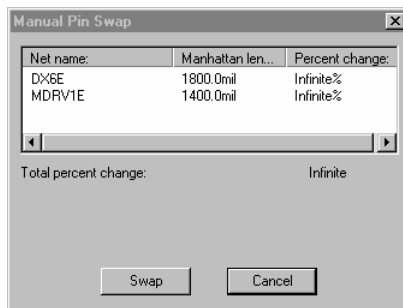 Manual Pin Swap
Net name: Manhattan len... Percent change:
DX6E 1800.0mil Infinite%
MDRV1E 1400.0mil Infinite%
Total percent change: Infinite
Swap Cancel